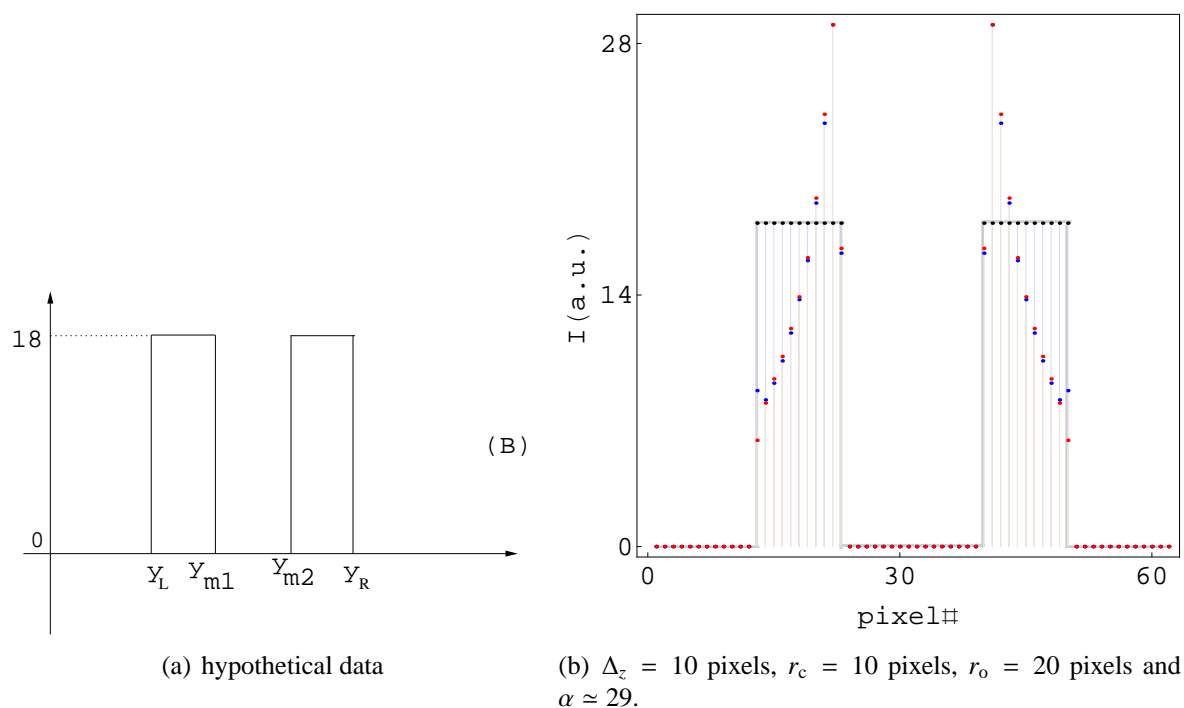 18
0
Y_L Y_m1 Y_m2 Y_R
(B)
28
14
0
I(a.u.)
0 30 60
pixel#
(a) hypothetical data
(b) Δ_z = 10 pixels, r_c = 10 pixels, r_o = 20 pixels and
α ≃ 29.